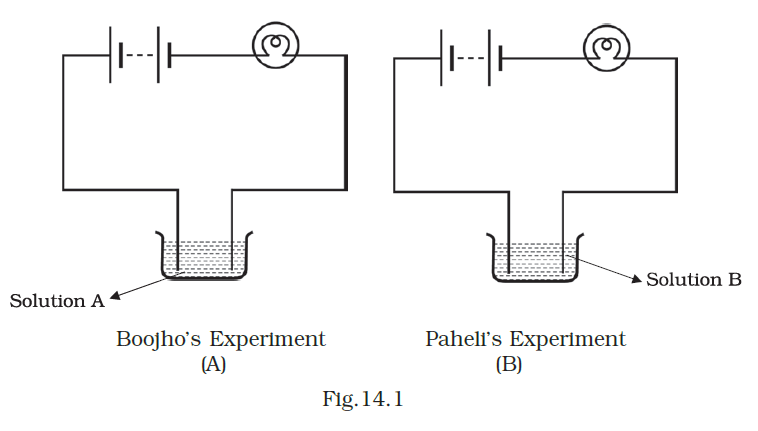 Solution A
Solution B
Boojho's Experiment
(A)
Paheli's Experiment
(B)
Fig.14.1